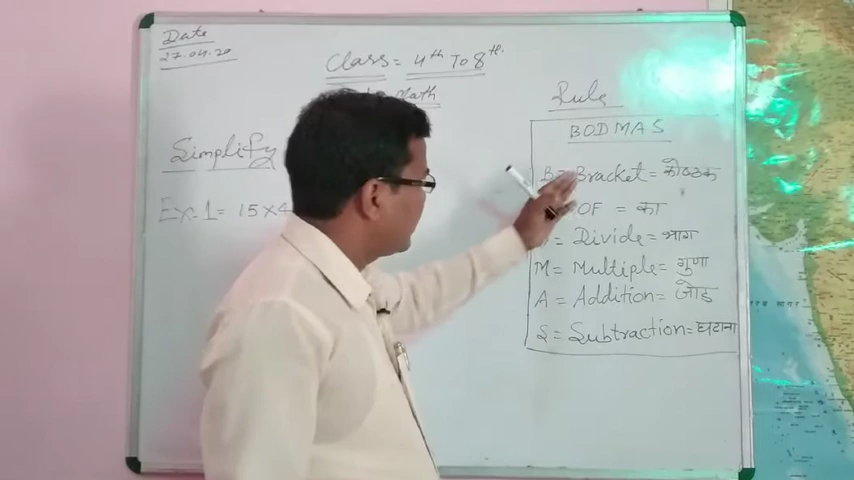 Date
27.04.20
Class = 4th To 8th.
Math
Rule
BODMAS
Simplify
Ex.1 = 15×4
B = Bracket = कोष्ठक
OF = का
= Divide = भाग
M = Multiple = गुणा
A = Addition = जोड़
S = Subtraction = घटाना